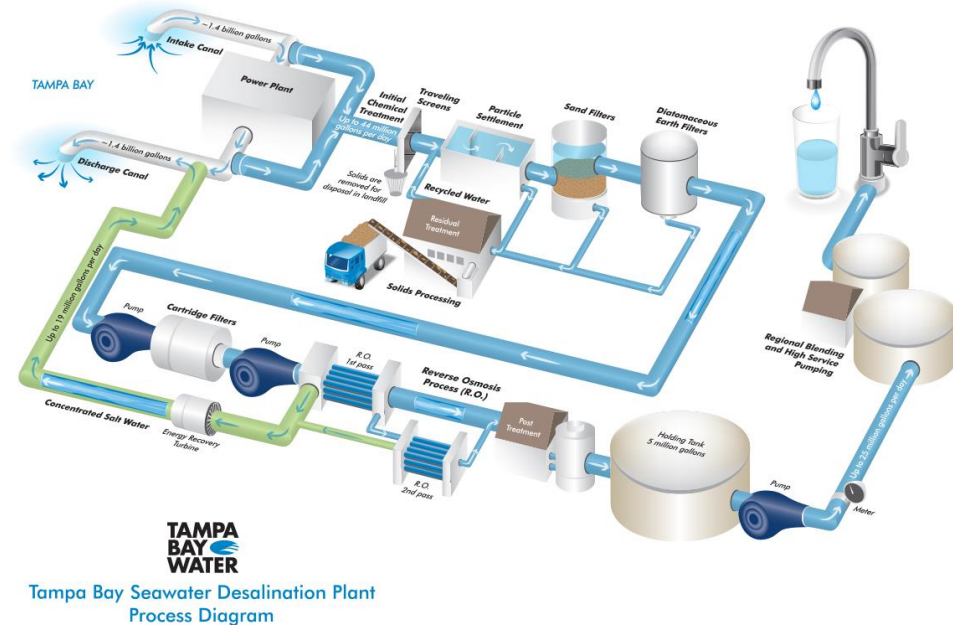 ~1.4 billion gallons
Intake Canal
TAMPA BAY
Power Plant
~1.4 billion gallons
Discharge Canal
Up to 44 million
gallons per day
Initial
Chemical
Treatment
Traveling
Screens
Solids are
removed for
disposal in landfill
Particle
Settlement
Recycled Water
Sand Filters
Diatomaceous
Earth Filters
Residual
Treatment
Solids Processing
Up to 19 million gallons per day
Pump
Cartridge Filters
Pump
R.O.
1st pass
Reverse Osmosis
Process (R.O.)
Concentrated Salt Water
Energy Recovery
Turbine
R.O.
2nd pass
Post
Treatment
Holding Tank
5 million gallons
Pump
Meter
Up to 25 million gallons per day
Regional Blending
and High Service
Pumping
TAMPA
BAY
WATER
Tampa Bay Seawater Desalination Plant
Process Diagram